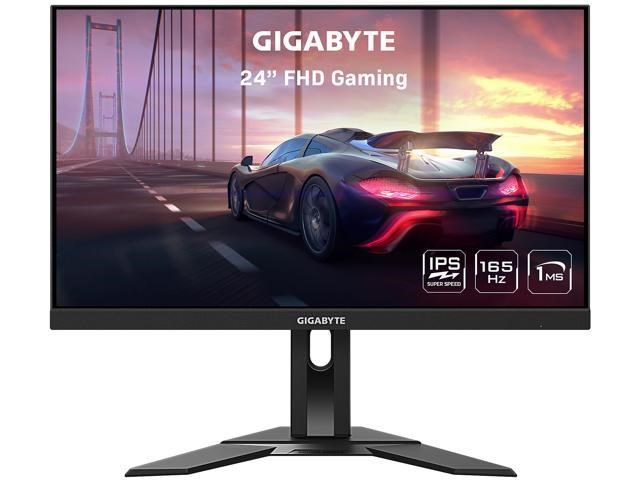 GIGABYTE
24” FHD Gaming
IPS
SUPER SPEED
165
Hz
1MS
GIGABYTE